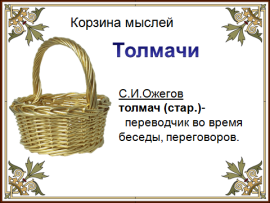 Корзина мыслей
Толмачи
С.И.Ожегов
толмач (стар.)-
переводчик во время
беседы, переговоров.